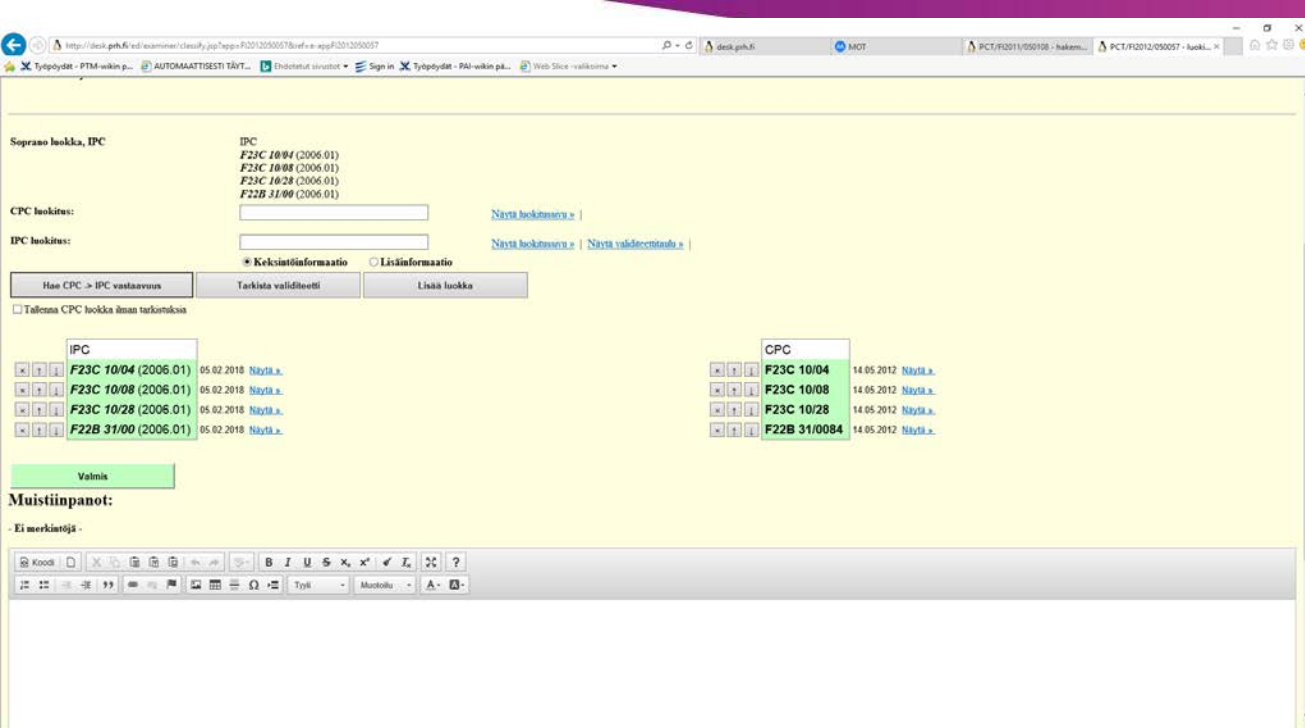 http://desk.prh.fi/ed/examiner/classify.jsp?app=FI2012050057&ref=e-appFI2012050057
desk.prh.fi
MOT
PCT/FI2011/050108 - hakem...
PCT/FI2012/050057 - luoki...
Työpöydät - PTM-wikin p...
AUTOMAATTISESTI TÄYT...
Ehdotetut sivustot
Sign in
Työpöydät - PAI-wikin pä...
Web Slice -valikoima
Soprano luokka, IPC
IPC
F23C 10/04 (2006.01)
F23C 10/08 (2006.01)
F23C 10/28 (2006.01)
F22B 31/00 (2006.01)
CPC luokitus:
Näytä luokitussivu » |
IPC luokitus:
Näytä luokitussivu » | Näytä validiteettitaulu » |
Keksintöinformaatio Lisäinformaatio
Hae CPC -> IPC vastaavuus
Tarkista validiteetti
Lisää luokka
Tallenna CPC luokka ilman tarkistuksia
IPC
F23C 10/04 (2006.01) 05.02.2018 Näytä »
F23C 10/08 (2006.01) 05.02.2018 Näytä »
F23C 10/28 (2006.01) 05.02.2018 Näytä »
F22B 31/00 (2006.01) 05.02.2018 Näytä »
CPC
F23C 10/04 14.05.2012 Näytä »
F23C 10/08 14.05.2012 Näytä »
F23C 10/28 14.05.2012 Näytä »
F22B 31/0084 14.05.2012 Näytä »
Valmis
Muistiinpanot:
- Ei merkintöjä -
Koodi
B I U S x₂ x² Iₓ ?
Ω Tyyli Muotoilu A A